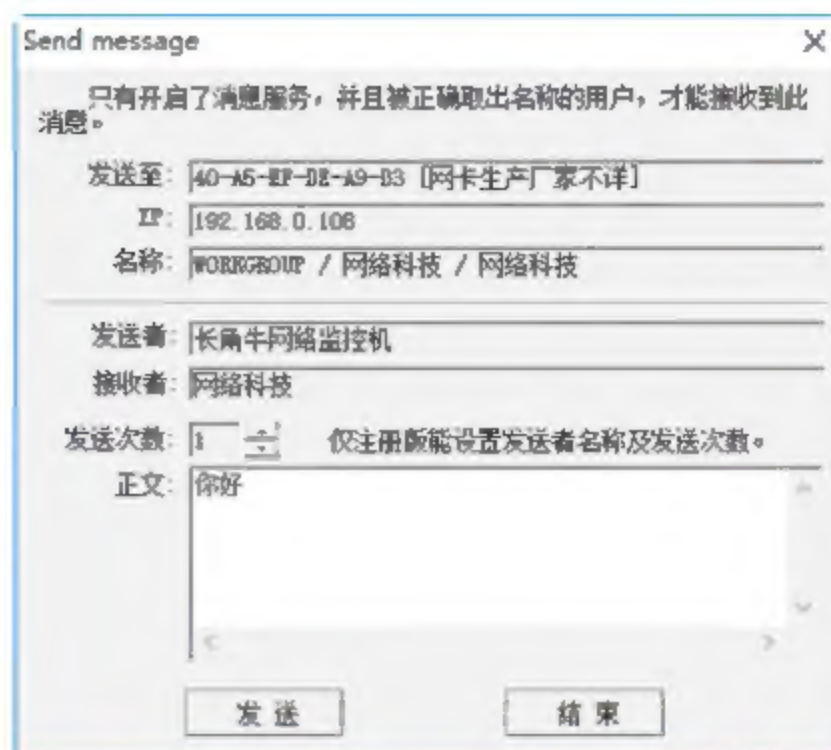 Send message
只有开启了消息服务，并且被正确取出名称的用户，才能接收到此
消息。
发送至: 40-A5-EF-DE-A9-D3 [网卡生产厂家不详]
IP: 192.168.0.108
名称: WORKGROUP / 网络科技 / 网络科技
发送者: 长角牛网络监控机
接收者: 网络科技
发送次数: 1 仅注册版能设置发送者名称及发送次数。
正文: 你好
发 送 结 束